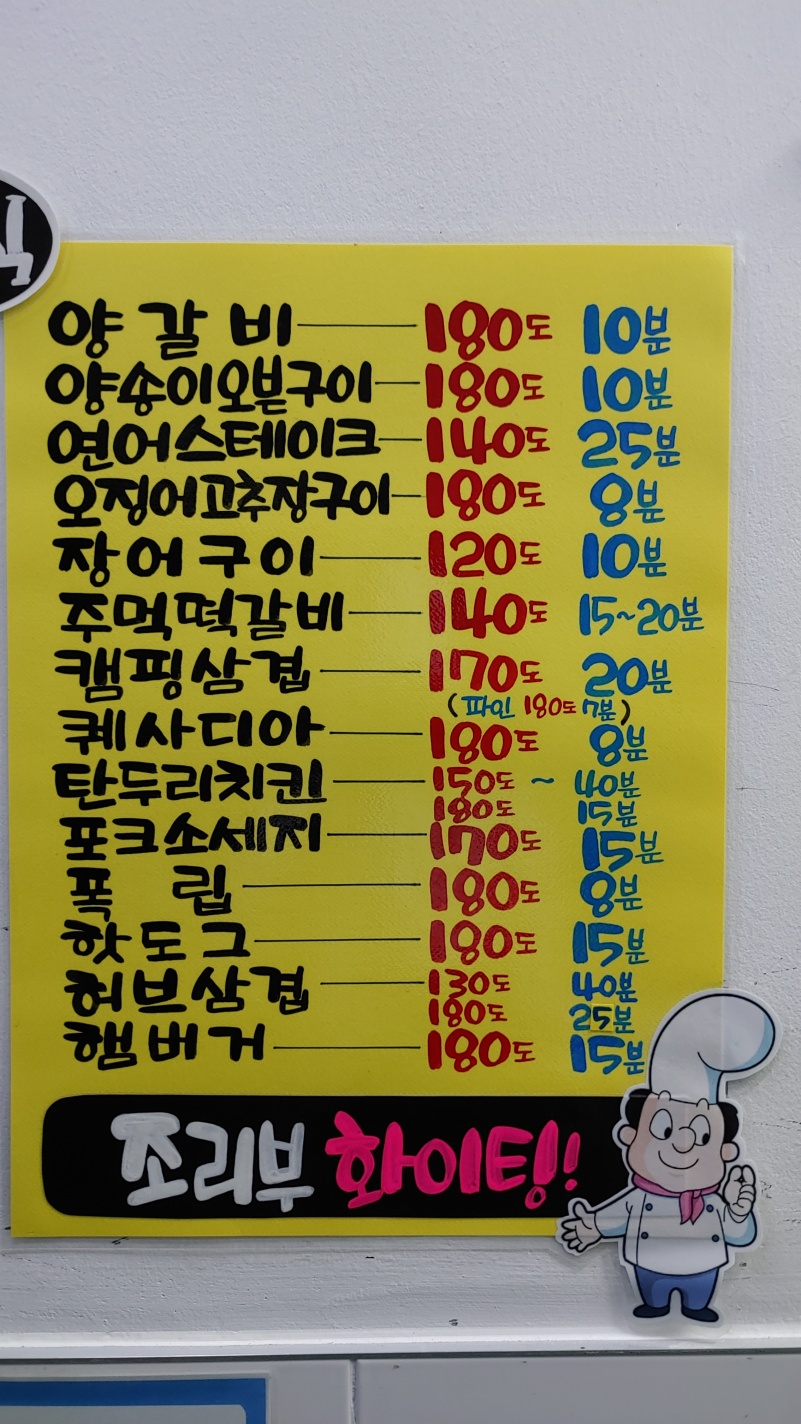 양갈비 180도 10분
양송이오븐구이 180도 10분
연어스테이크 140도 25분
오징어고추장구이 180도 8분
장어구이 120도 10분
주먹떡갈비 140도 15~20분
캠핑삼겹 170도 20분
(파인 180도 7분)
퀘사디아 180도 8분
탄두리치킨 150도 ~ 40분
180도 15분
포크소세지 170도 15분
폭립 180도 8분
핫도그 180도 15분
허브삼겹 130도 40분
180도 25분
햄버거 180도 15분
조리부 화이팅!!